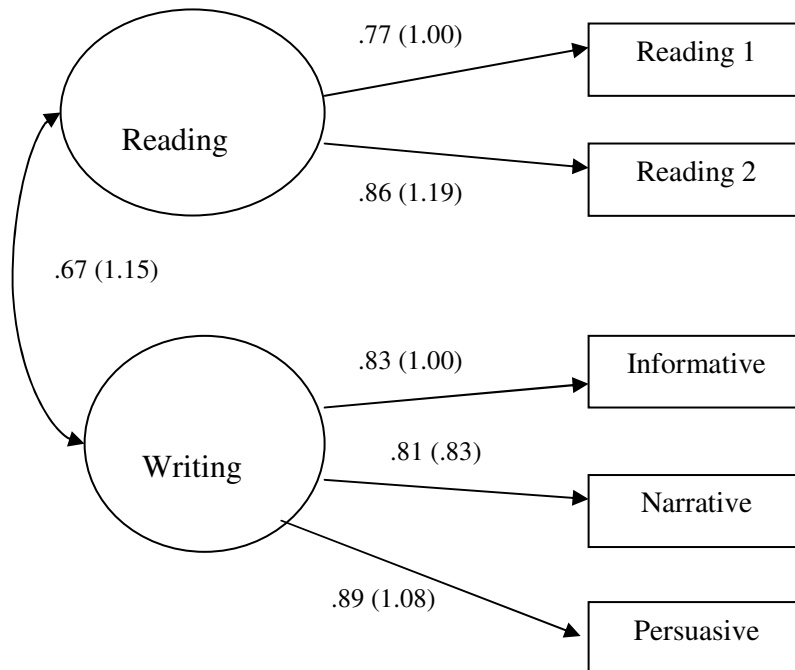 .77 (1.00)
Reading 1
Reading
Reading 2
.86 (1.19)
.67 (1.15)
.83 (1.00)
Informative
.81 (.83)
Writing
Narrative
.89 (1.08)
Persuasive